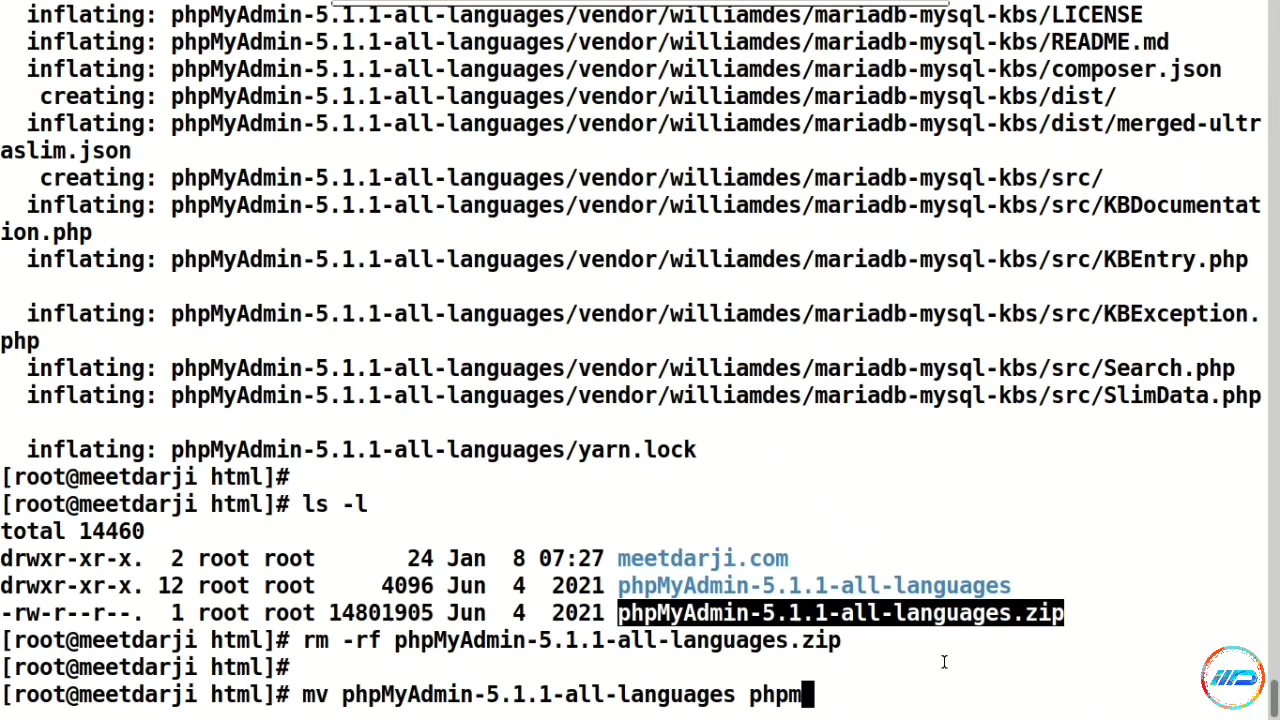 inflating: phpMyAdmin-5.1.1-all-languages/vendor/williamdes/mariadb-mysql-kbs/LICENSE
inflating: phpMyAdmin-5.1.1-all-languages/vendor/williamdes/mariadb-mysql-kbs/README.md
inflating: phpMyAdmin-5.1.1-all-languages/vendor/williamdes/mariadb-mysql-kbs/composer.json
creating: phpMyAdmin-5.1.1-all-languages/vendor/williamdes/mariadb-mysql-kbs/dist/
inflating: phpMyAdmin-5.1.1-all-languages/vendor/williamdes/mariadb-mysql-kbs/dist/merged-ultr
aslim.json
creating: phpMyAdmin-5.1.1-all-languages/vendor/williamdes/mariadb-mysql-kbs/src/
inflating: phpMyAdmin-5.1.1-all-languages/vendor/williamdes/mariadb-mysql-kbs/src/KBDocumentat
ion.php
inflating: phpMyAdmin-5.1.1-all-languages/vendor/williamdes/mariadb-mysql-kbs/src/KBEntry.php
inflating: phpMyAdmin-5.1.1-all-languages/vendor/williamdes/mariadb-mysql-kbs/src/KBException.
php
inflating: phpMyAdmin-5.1.1-all-languages/vendor/williamdes/mariadb-mysql-kbs/src/Search.php
inflating: phpMyAdmin-5.1.1-all-languages/vendor/williamdes/mariadb-mysql-kbs/src/SlimData.php
inflating: phpMyAdmin-5.1.1-all-languages/yarn.lock
[root@meetdarji html]#
[root@meetdarji html]# ls -l
total 14460
drwxr-xr-x. 2 root root 24 Jan 8 07:27 meetdarji.com
drwxr-xr-x. 12 root root 4096 Jun 4 2021 phpMyAdmin-5.1.1-all-languages
-rw-r--r--. 1 root root 14801905 Jun 4 2021 phpMyAdmin-5.1.1-all-languages.zip
[root@meetdarji html]# rm -rf phpMyAdmin-5.1.1-all-languages.zip
[root@meetdarji html]#
[root@meetdarji html]# mv phpMyAdmin-5.1.1-all-languages phpm